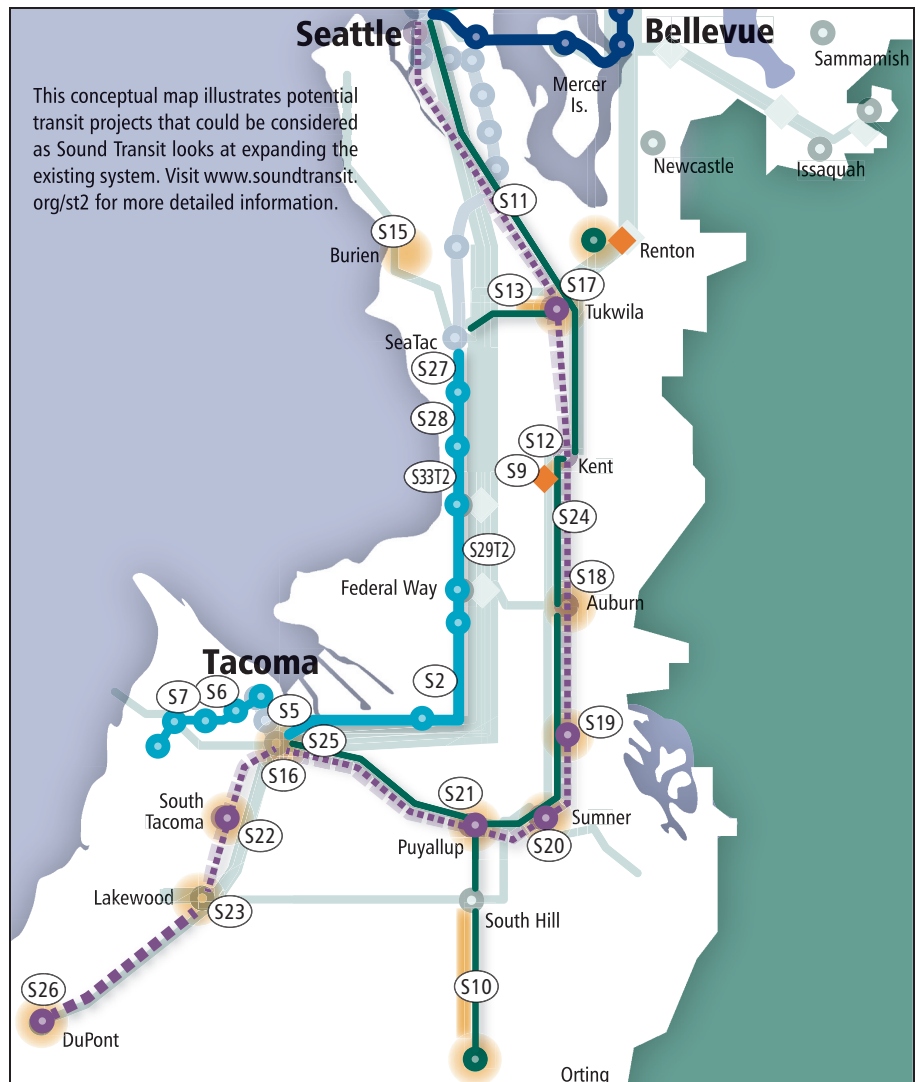 Seattle
Bellevue
Sammamish
Mercer
Is.
This conceptual map illustrates potential
transit projects that could be considered
as Sound Transit looks at expanding the
existing system. Visit www.soundtransit.
org/st2 for more detailed information.
Newcastle
Issaquah
S11
S15
Burien
Renton
S13
S17
Tukwila
SeaTac
S27
S28
S12
Kent
S9
S33T2
S24
S29T2
S18
Federal Way
Auburn
Tacoma
S2
S7
S6
S5
S25
S19
S16
S21
South
Tacoma
S22
Puyallup
Sumner
S20
Lakewood
S23
South Hill
S26
S10
DuPont
Orting